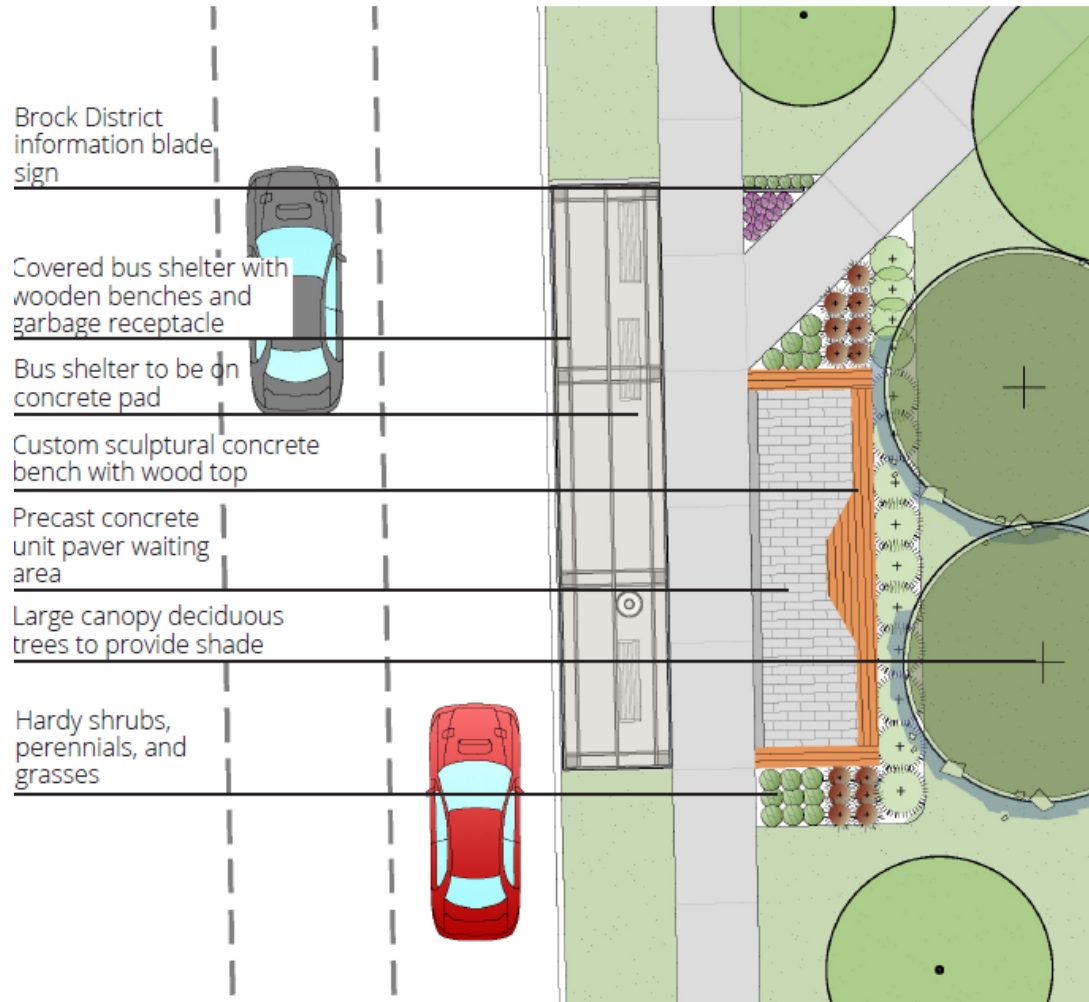 Brock District
information blade
sign
Covered bus shelter with
wooden benches and
garbage receptacle
Bus shelter to be on
concrete pad
Custom sculptural concrete
bench with wood top
Precast concrete
unit paver waiting
area
Large canopy deciduous
trees to provide shade
Hardy shrubs,
perennials, and
grasses